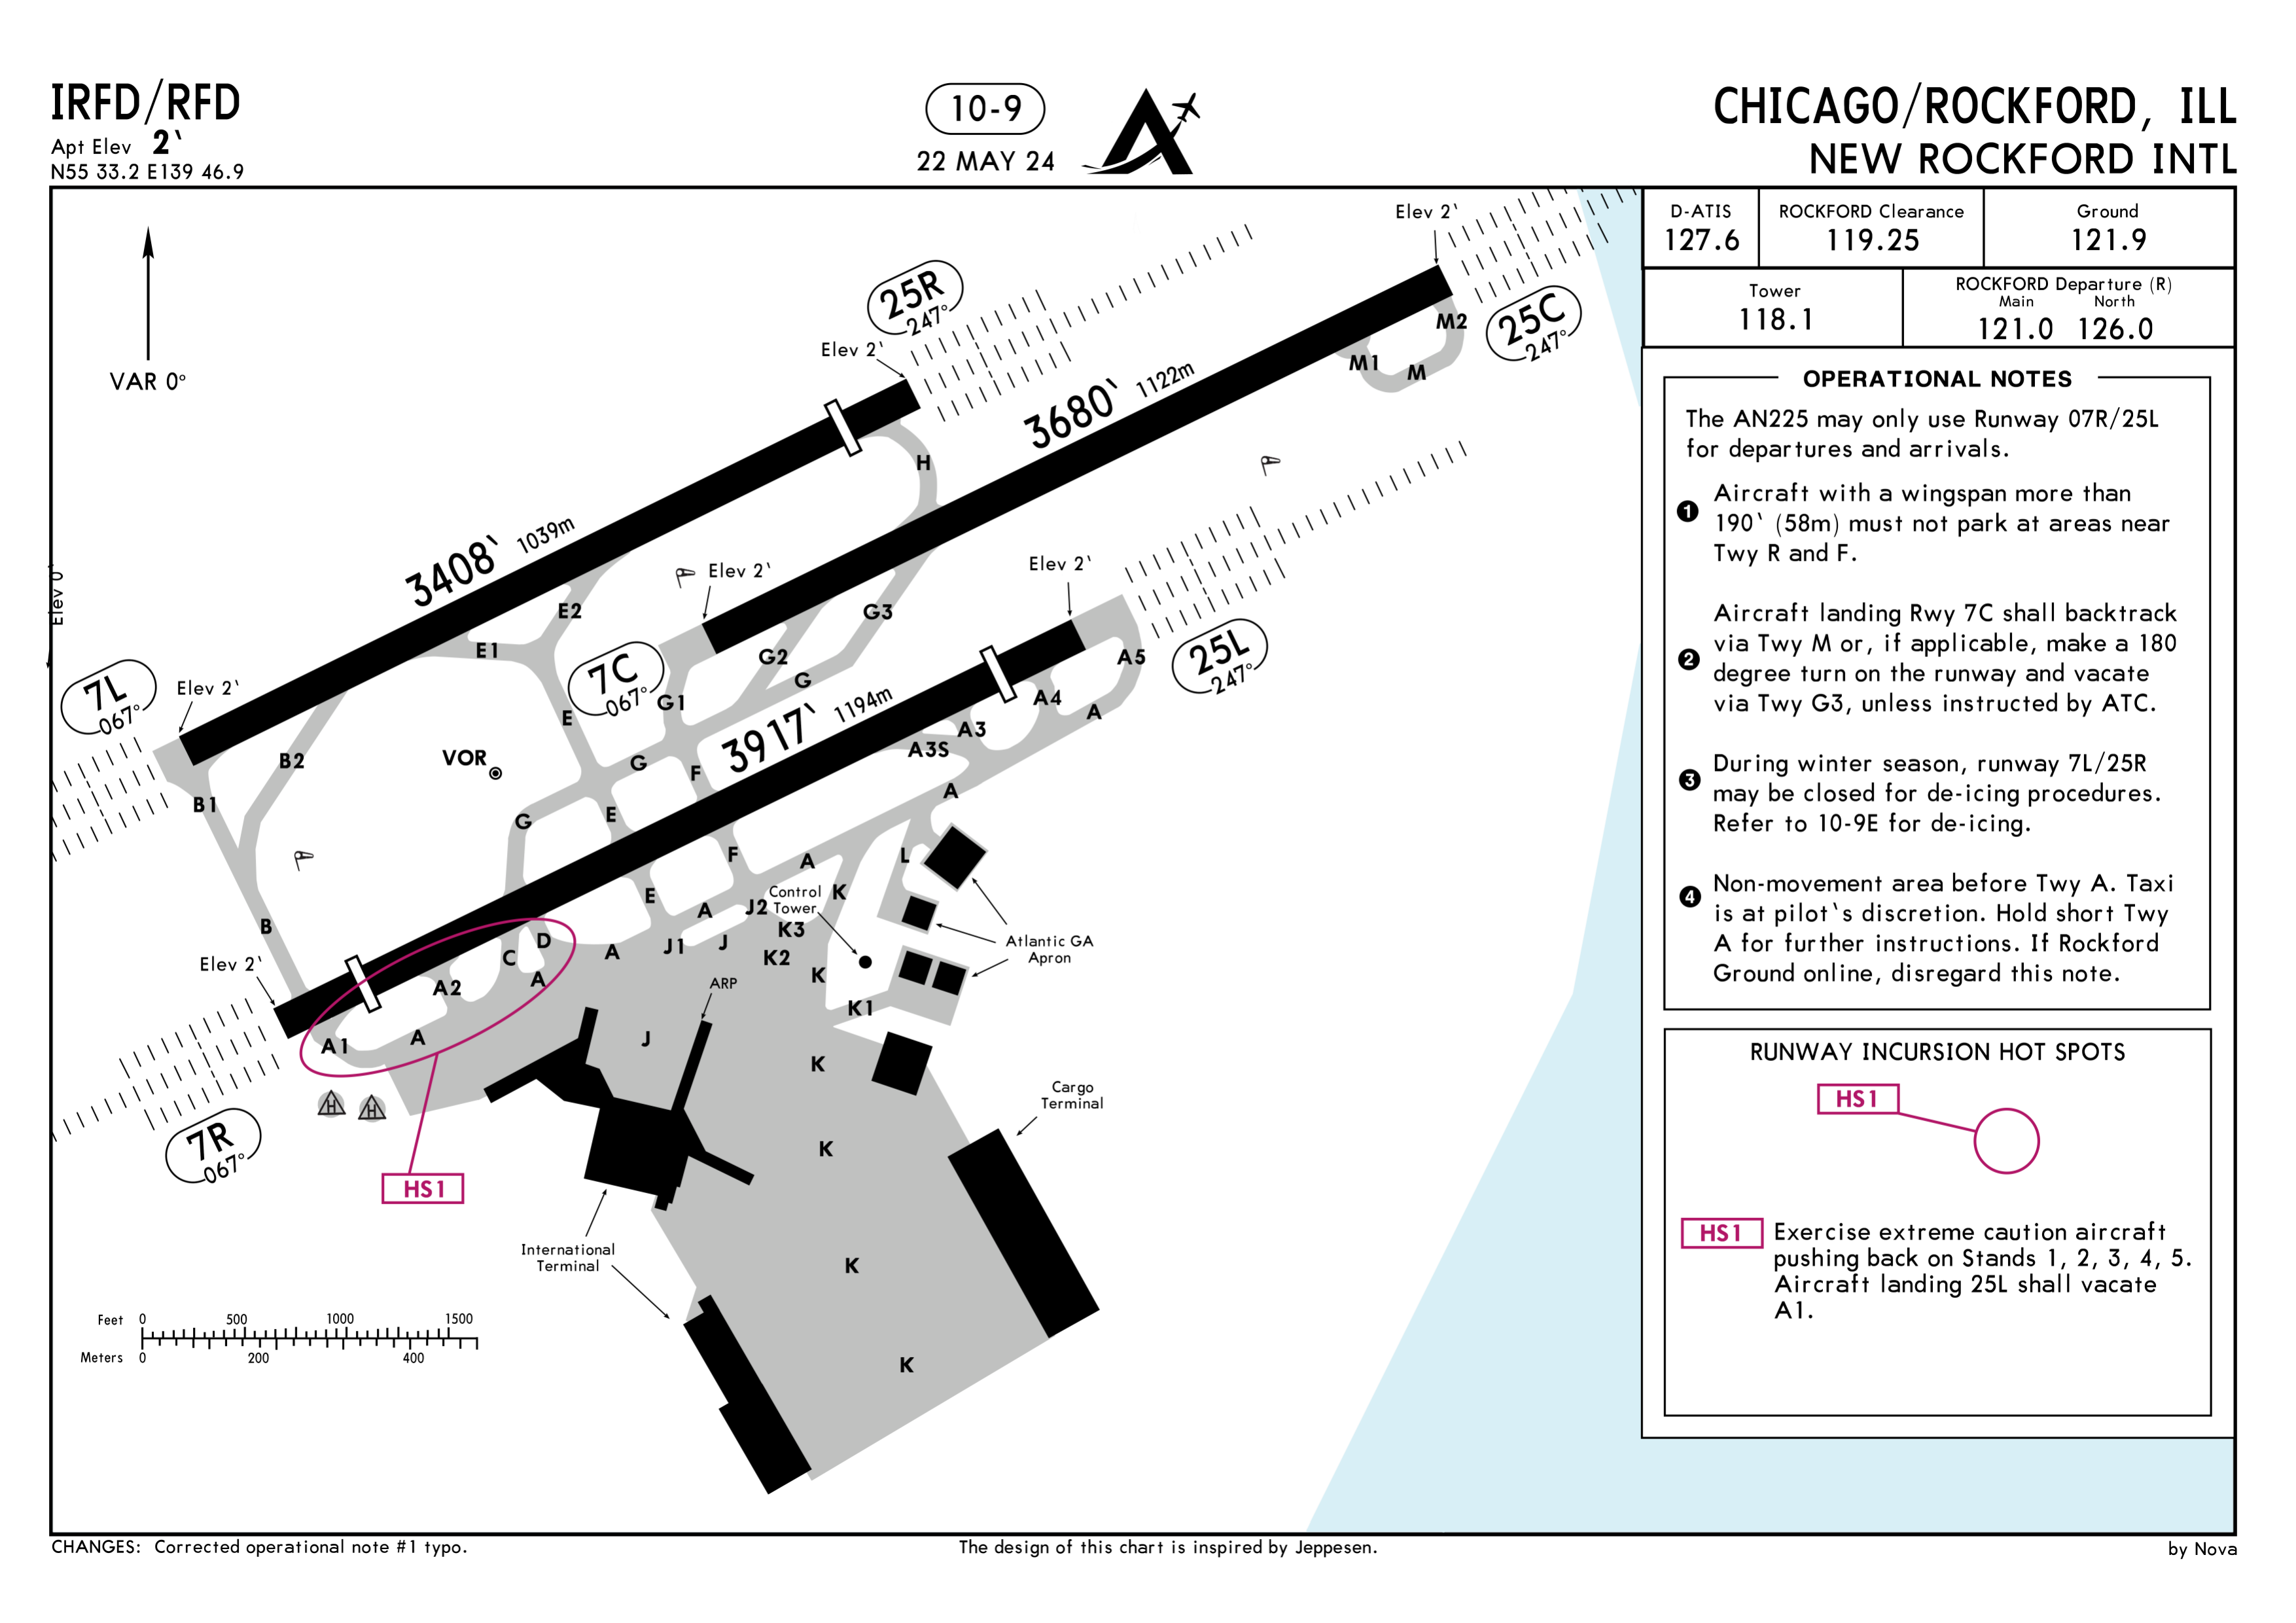 IRFD/RFD
Apt Elev 2`
N55 33.2 E139 46.9
10-9
22 MAY 24
CHICAGO/ROCKFORD, ILL
NEW ROCKFORD INTL
D-ATIS
127.6
ROCKFORD Clearance
119.25
Ground
121.9
Tower
118.1
ROCKFORD Departure (R)
Main North
121.0 126.0
OPERATIONAL NOTES
The AN225 may only use Runway 07R/25L
for departures and arrivals.
1 Aircraft with a wingspan more than
190` (58m) must not park at areas near
Twy R and F.
2 Aircraft landing Rwy 7C shall backtrack
via Twy M or, if applicable, make a 180
degree turn on the runway and vacate
via Twy G3, unless instructed by ATC.
3 During winter season, runway 7L/25R
may be closed for de-icing procedures.
Refer to 10-9E for de-icing.
4 Non-movement area before Twy A. Taxi
is at pilot`s discretion. Hold short Twy
A for further instructions. If Rockford
Ground online, disregard this note.
RUNWAY INCURSION HOT SPOTS
HS1
HS1 Exercise extreme caution aircraft
pushing back on Stands 1, 2, 3, 4, 5.
Aircraft landing 25L shall vacate
A1.
VAR 0°
Elev 2'
25R
247°
Elev 2'
25C
247°
M2
M1
M
3680` 1122m
H
3408` 1039m
Elev 0`
Elev 2'
Elev 2'
E2
E1
G3
G2
G
7C
067°
G1
E
A5
25L
247°
A4
A
7L
067°
Elev 2'
B2
B1
VOR
3917` 1194m
A3
A3S
G
F
A
G
E
F
A
L
K
Control
Tower
E
A
J2
K3
B
D
C
A
J1
J
K2
Atlantic GA
Apron
Elev 2'
A2
A
K
ARP
K1
A1
A
J
K
Cargo
Terminal
H
H
7R
067°
K
HS1
International
Terminal
K
K
Feet 0 500 1000 1500
Meters 0 200 400
CHANGES: Corrected operational note #1 typo.
The design of this chart is inspired by Jeppesen.
by Nova